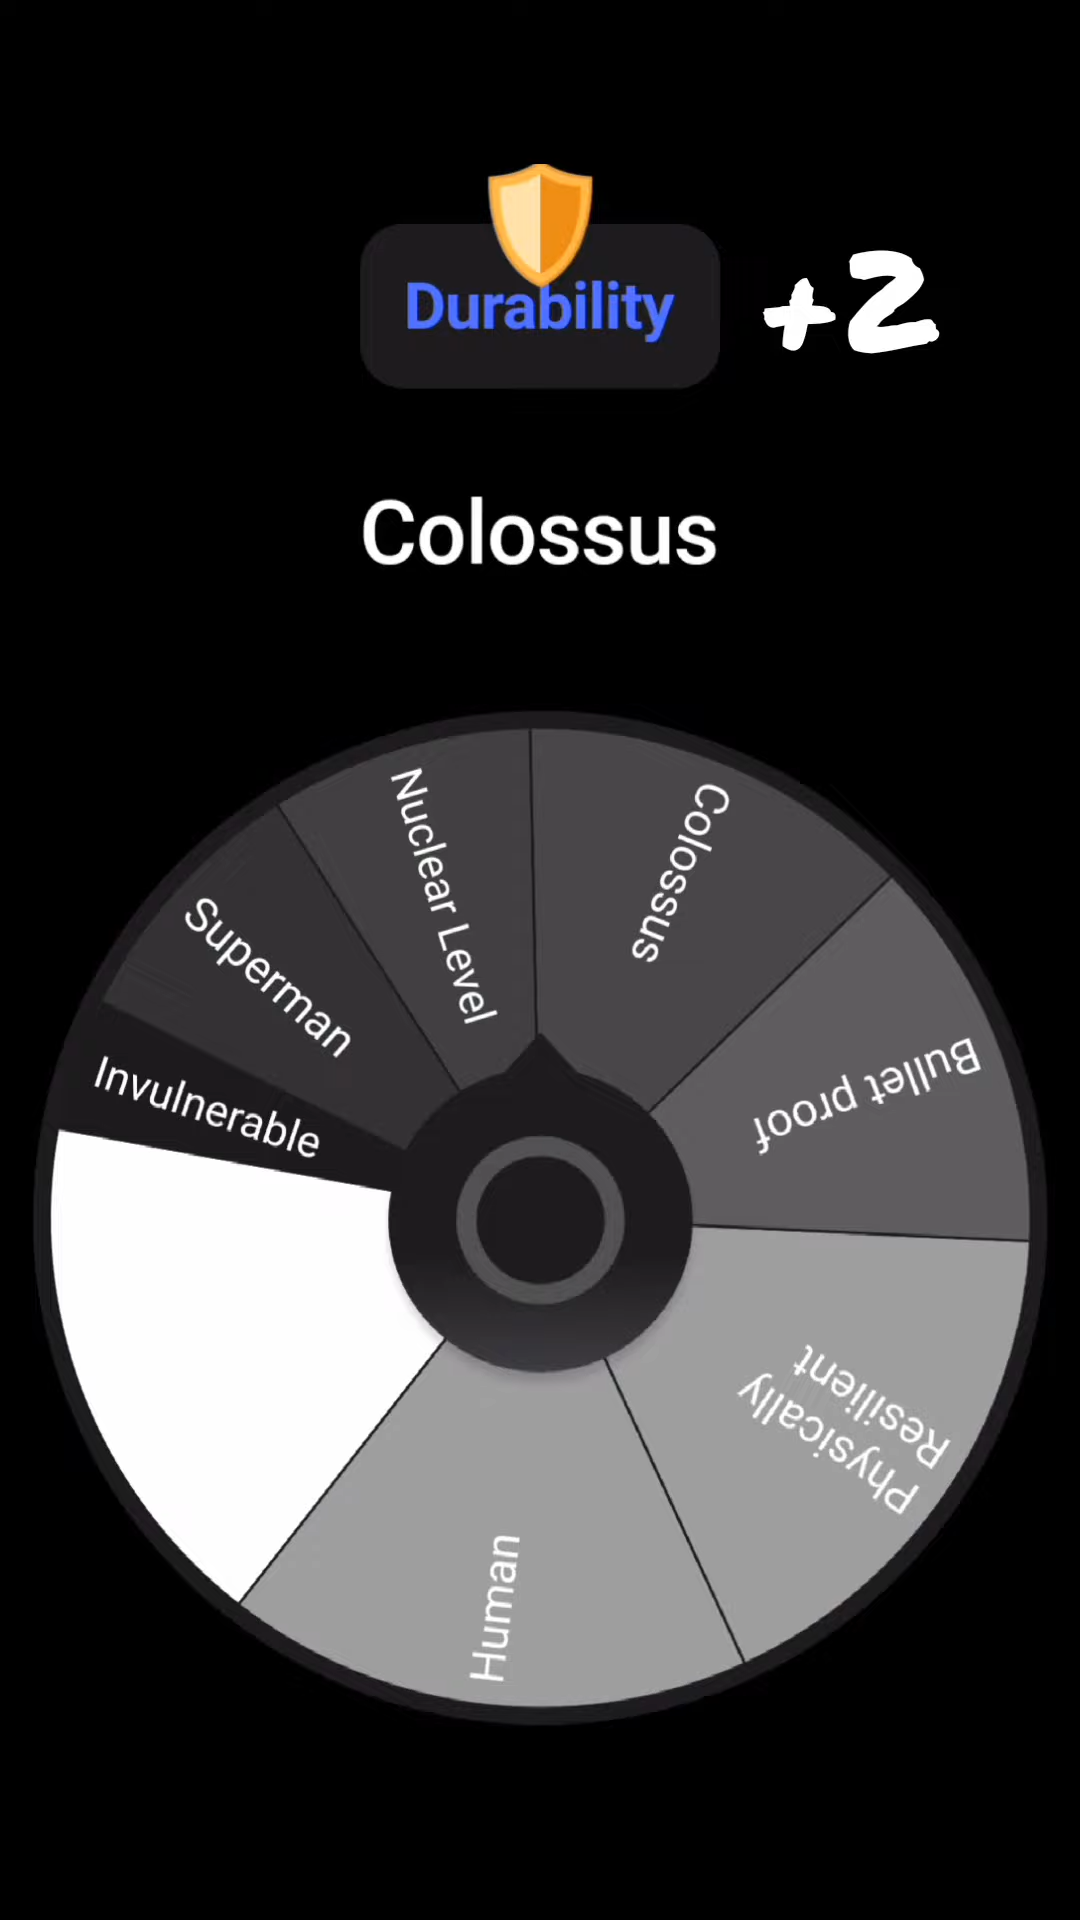 Durability
+2
Colossus
Nuclear Level
Colossus
Superman
Bullet proof
Invulnerable
Physically
Resilient
Human